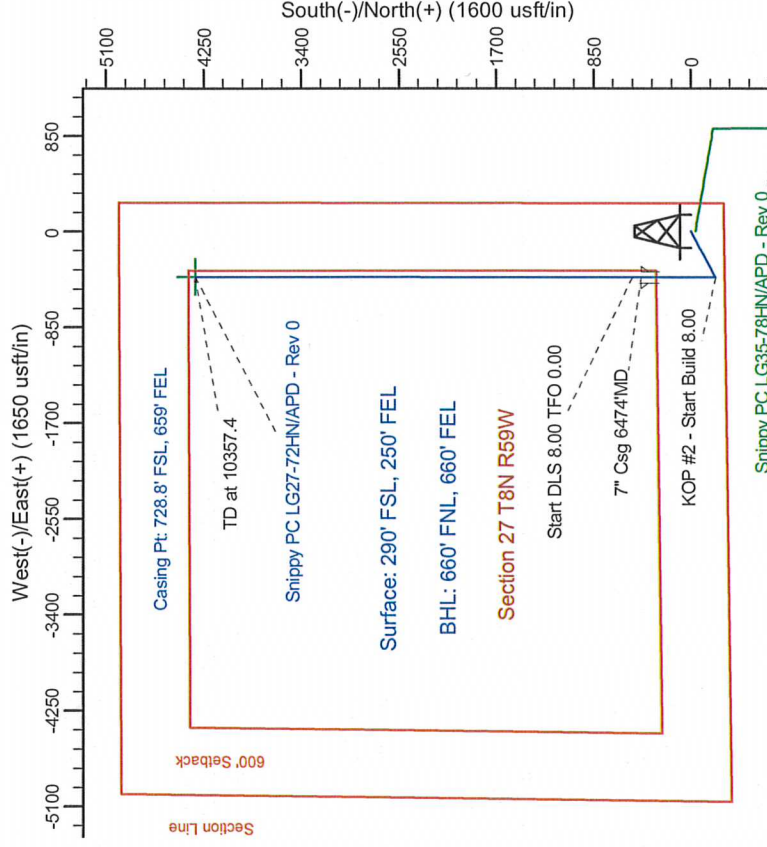 South(-)/North(+) (1600 usft/in)
5100
4250
3400
2550
1700
850
0
West(-)/East(+) (1650 usft/in)
850
0
-850
-1700
-2550
-3400
-4250
-5100
Casing Pt: 728.8' FSL, 659' FEL
TD at 10357.4
Snippy PC LG27-72HN/APD - Rev 0
Surface: 290' FSL, 250' FEL
BHL: 660' FNL, 660' FEL
Section 27 T8N R59W
Start DLS 8.00 TFO 0.00
7" Csg 6474'MD
KOP #2 - Start Build 8.00
Snippy PC LG35-78HN/APD - Rev 0
600' Setback
Section Line